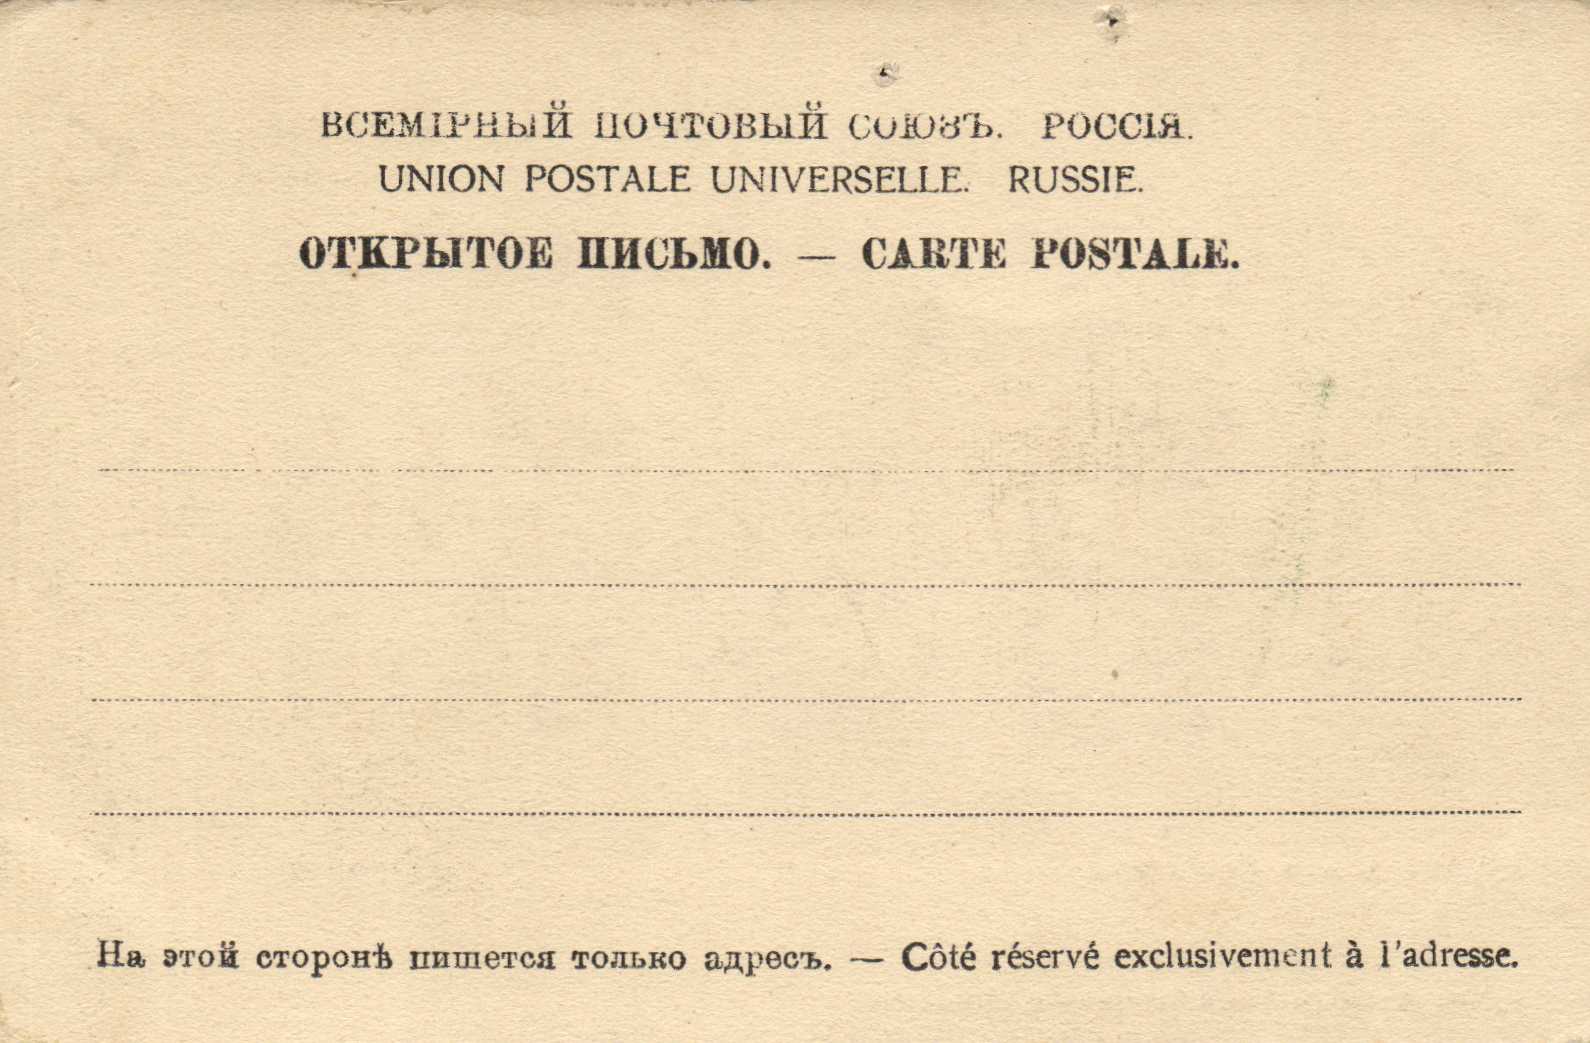 ВСЕМІРНЫЙ ПОЧТОВЫЙ СОЮЗЪ. РОССІЯ.
UNION POSTALE UNIVERSELLE. RUSSIE.
ОТКРЫТОЕ ПИСЬМО. — CARTE POSTALE.
На этой сторонѣ пишется только адресъ. — Côté réservé exclusivement à l'adresse.